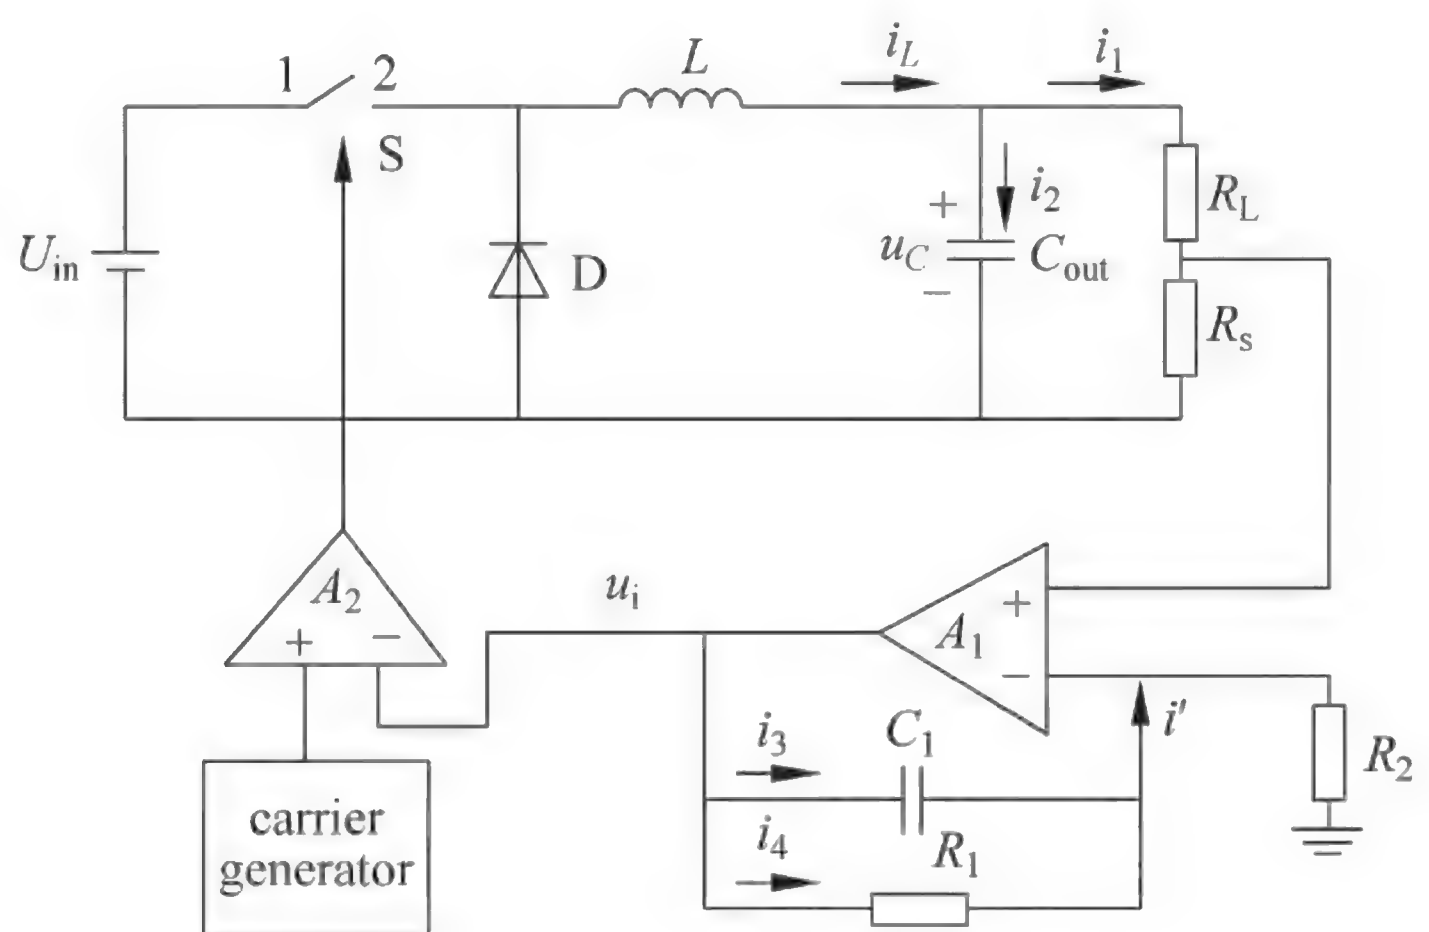 1 2
L
i_L
i_1
S
U_in
D
+
u_C
−
i_2
C_out
R_L
R_s
A_2
+ −
u_i
A_1
+
−
i_3
C_1
i'
R_2
i_4
R_1
carrier
generator